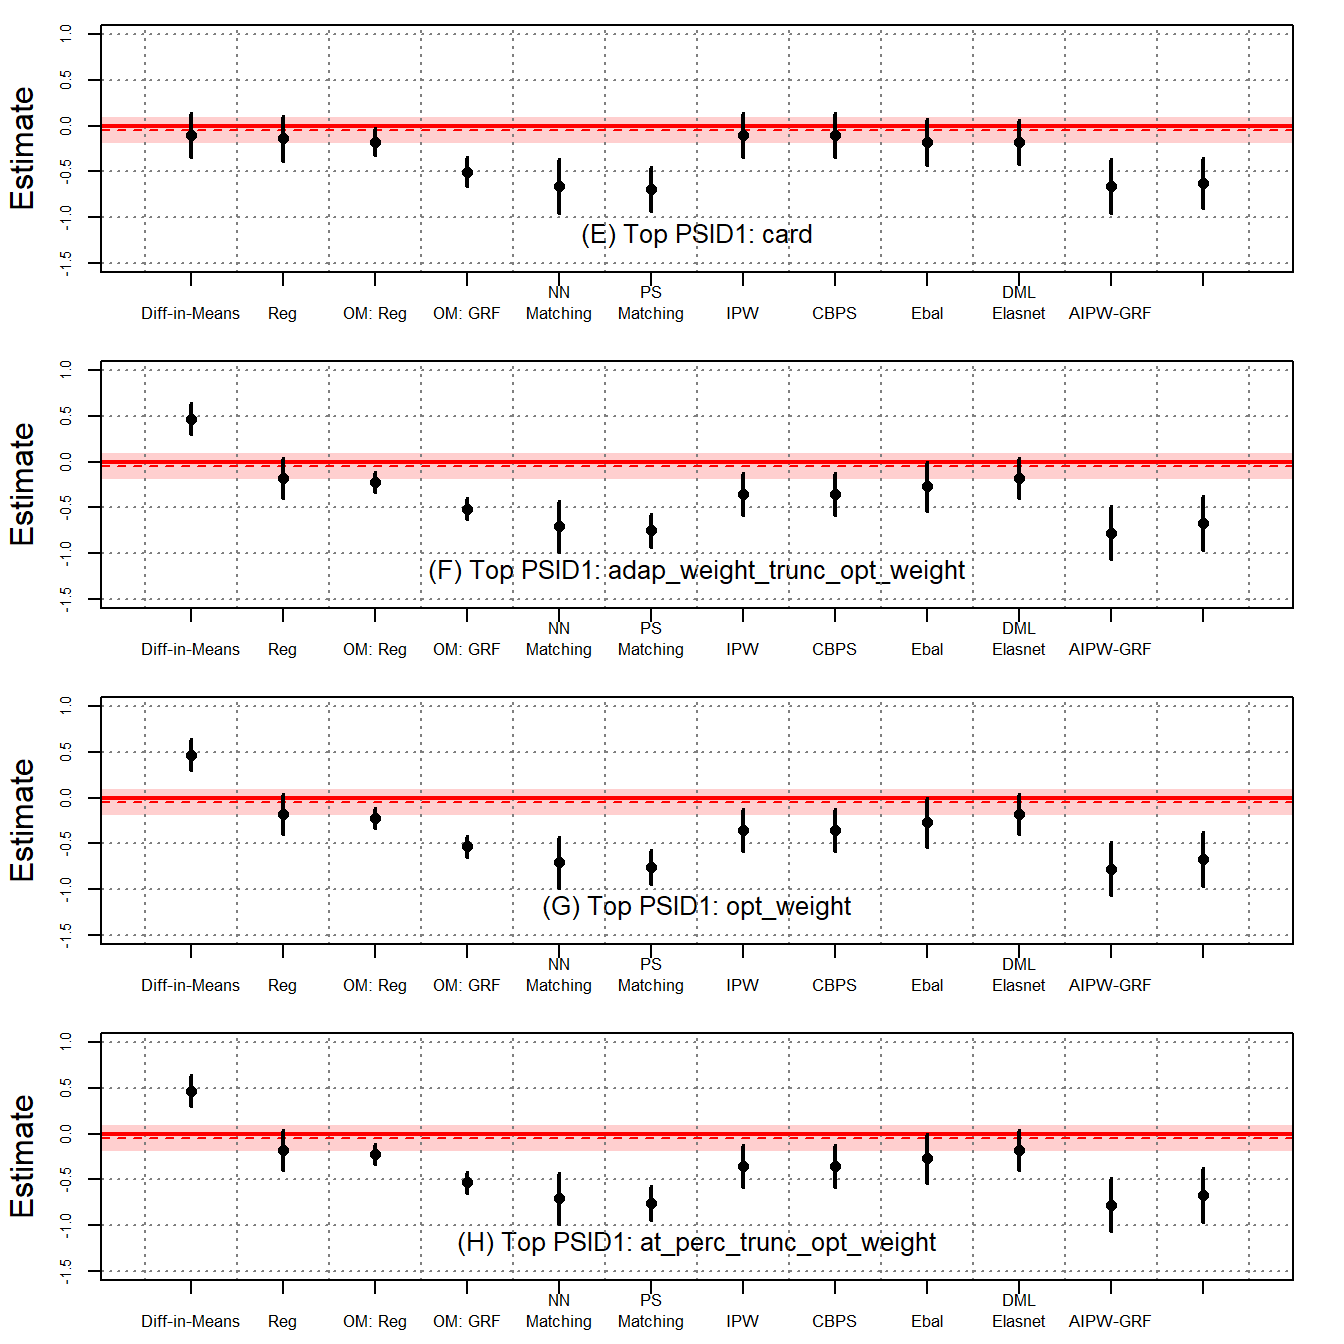 Estimate
1.0
0.5
0.0
-0.5
-1.0
-1.5
(E) Top PSID1: card
Diff-in-Means Reg OM: Reg OM: GRF NN Matching PS Matching IPW CBPS Ebal DML Elasnet AIPW-GRF
Estimate
1.0
0.5
0.0
-0.5
-1.0
-1.5
(F) Top PSID1: adap_weight_trunc_opt_weight
Diff-in-Means Reg OM: Reg OM: GRF NN Matching PS Matching IPW CBPS Ebal DML Elasnet AIPW-GRF
Estimate
1.0
0.5
0.0
-0.5
-1.0
-1.5
(G) Top PSID1: opt_weight
Diff-in-Means Reg OM: Reg OM: GRF NN Matching PS Matching IPW CBPS Ebal DML Elasnet AIPW-GRF
Estimate
1.0
0.5
0.0
-0.5
-1.0
-1.5
(H) Top PSID1: at_perc_trunc_opt_weight
Diff-in-Means Reg OM: Reg OM: GRF NN Matching PS Matching IPW CBPS Ebal DML Elasnet AIPW-GRF